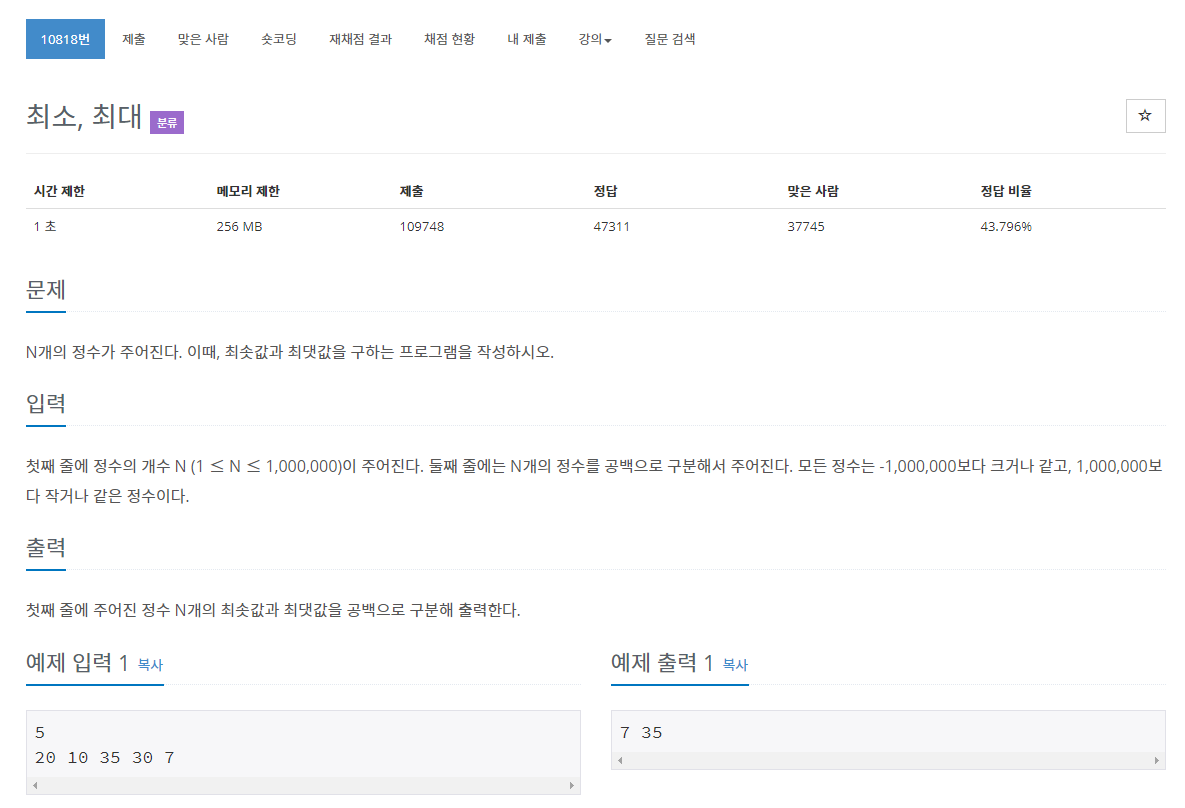 10818번 제출 맞은 사람 숏코딩 재채점 결과 채점 현황 내 제출 강의 질문 검색
최소, 최대 분류
시간 제한 메모리 제한 제출 정답 맞은 사람 정답 비율
1 초 256 MB 109748 47311 37745 43.796%
문제
N개의 정수가 주어진다. 이때, 최솟값과 최댓값을 구하는 프로그램을 작성하시오.
입력
첫째 줄에 정수의 개수 N (1 ≤ N ≤ 1,000,000)이 주어진다. 둘째 줄에는 N개의 정수를 공백으로 구분해서 주어진다. 모든 정수는 -1,000,000보다 크거나 같고, 1,000,000보
다 작거나 같은 정수이다.
출력
첫째 줄에 주어진 정수 N개의 최솟값과 최댓값을 공백으로 구분해 출력한다.
예제 입력 1 복사
5
20 10 35 30 7
예제 출력 1 복사
7 35